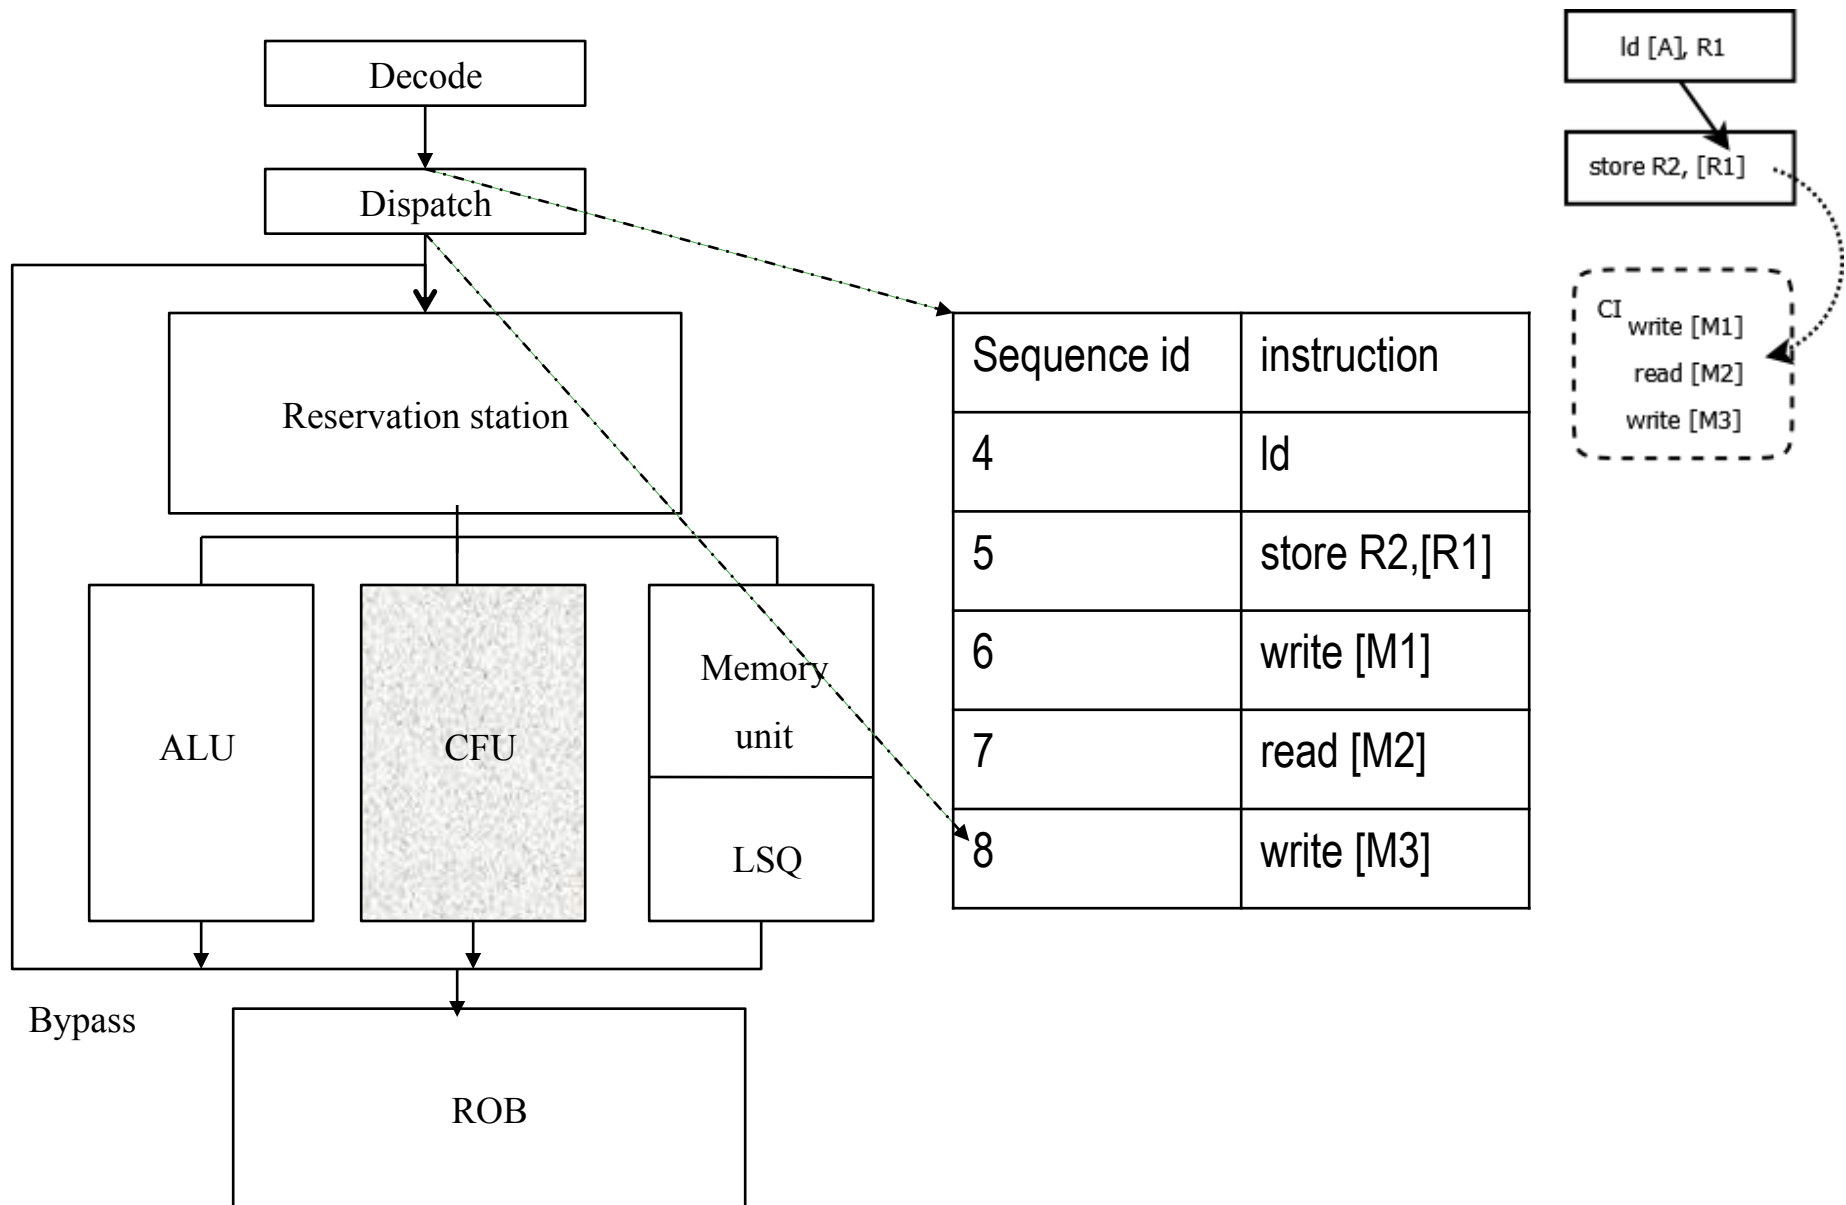 Decode
Dispatch
Reservation station
ALU
CFU
Memory
unit
LSQ
Bypass
ROB
Sequence id instruction
4 ld
5 store R2,[R1]
6 write [M1]
7 read [M2]
8 write [M3]
ld [A], R1
store R2, [R1]
CI
write [M1]
read [M2]
write [M3]